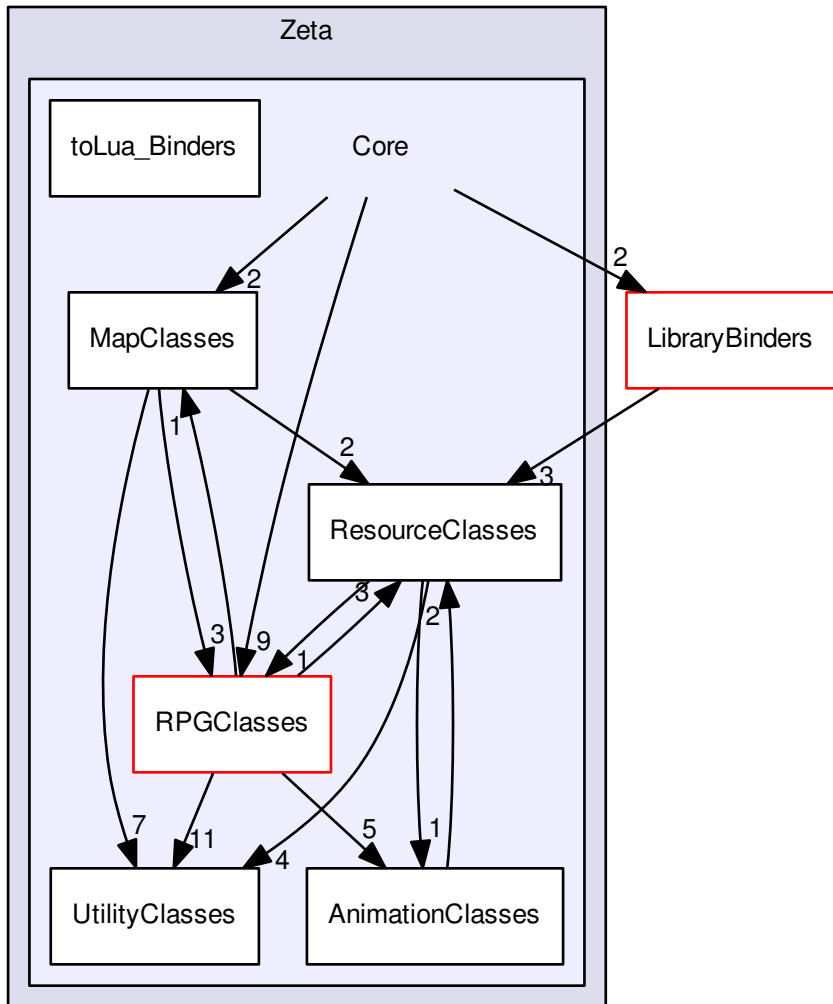 Zeta
toLua_Binders
Core
2
2
MapClasses
LibraryBinders
1
2
3
ResourceClasses
3
2
3
9
1
RPGClasses
7
11
4
5
1
UtilityClasses
AnimationClasses